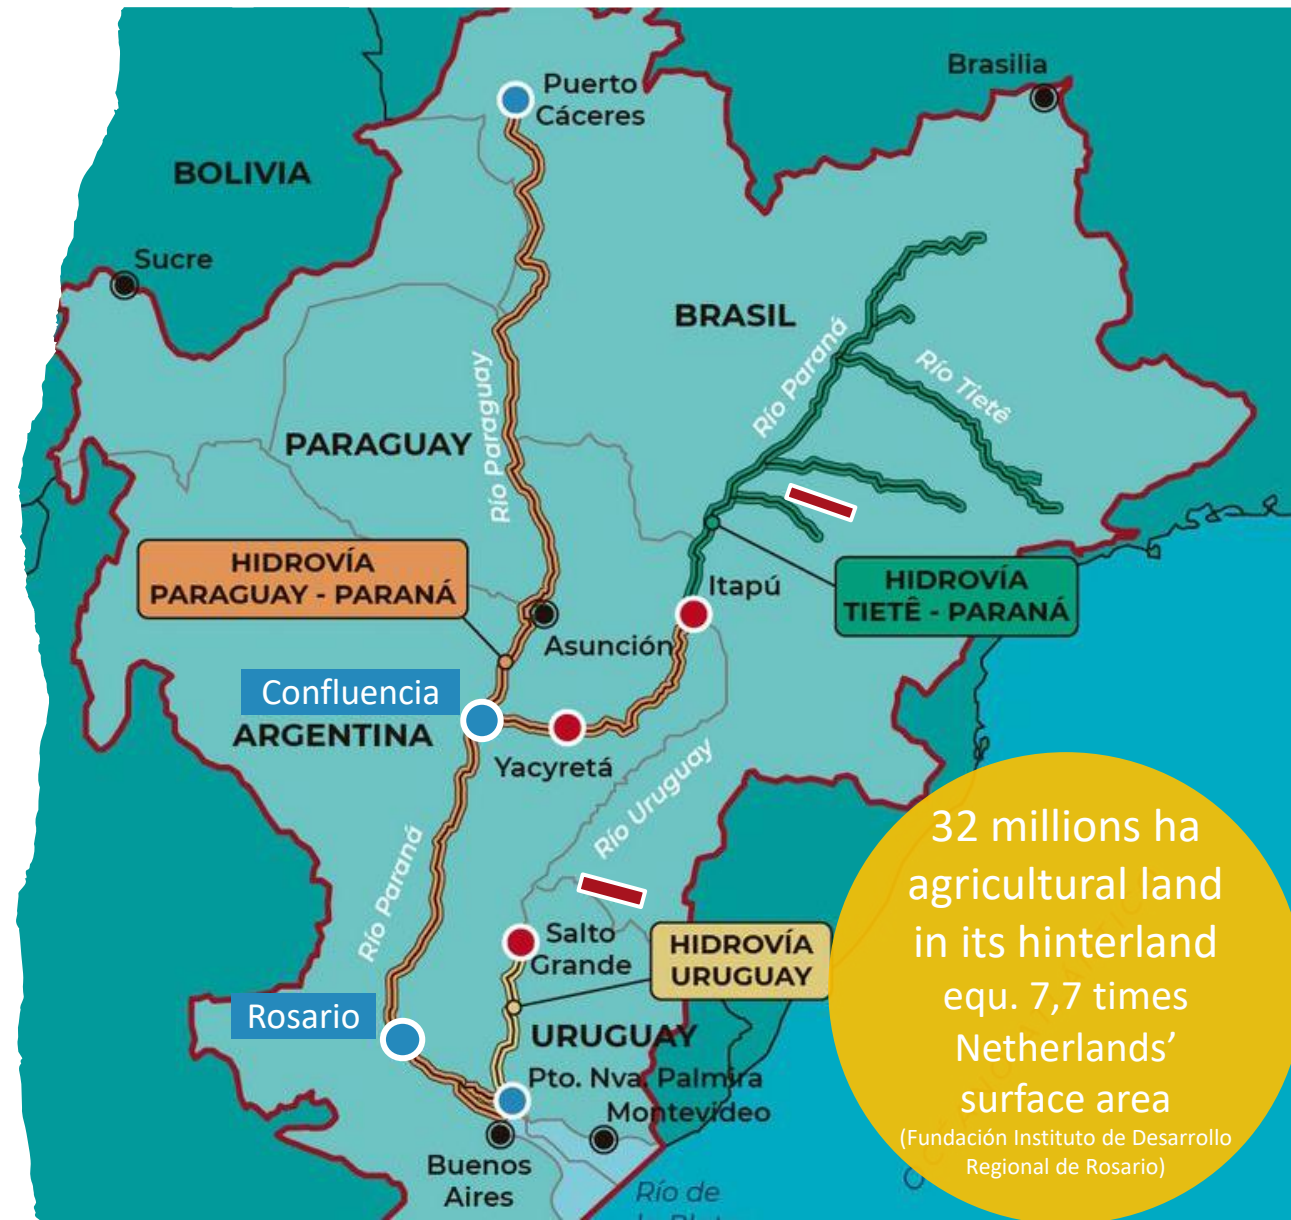 Puerto
Cáceres
Brasilia
BOLIVIA
Sucre
BRASIL
Río Paraná
Río Tietê
Río Paraguay
PARAGUAY
HIDROVÍA
PARAGUAY - PARANÁ
Itapú
HIDROVÍA
TIETÊ - PARANÁ
Asunción
Confluencia
ARGENTINA
Yacyretá
Río Uruguay
Río Paraná
Salto
Grande
HIDROVÍA
URUGUAY
Rosario
URUGUAY
Pto. Nva. Palmira
Montevideo
Buenos
Aires
Río de
32 millions ha
agricultural land
in its hinterland
equ. 7,7 times
Netherlands’
surface area
(Fundación Instituto de Desarrollo
Regional de Rosario)